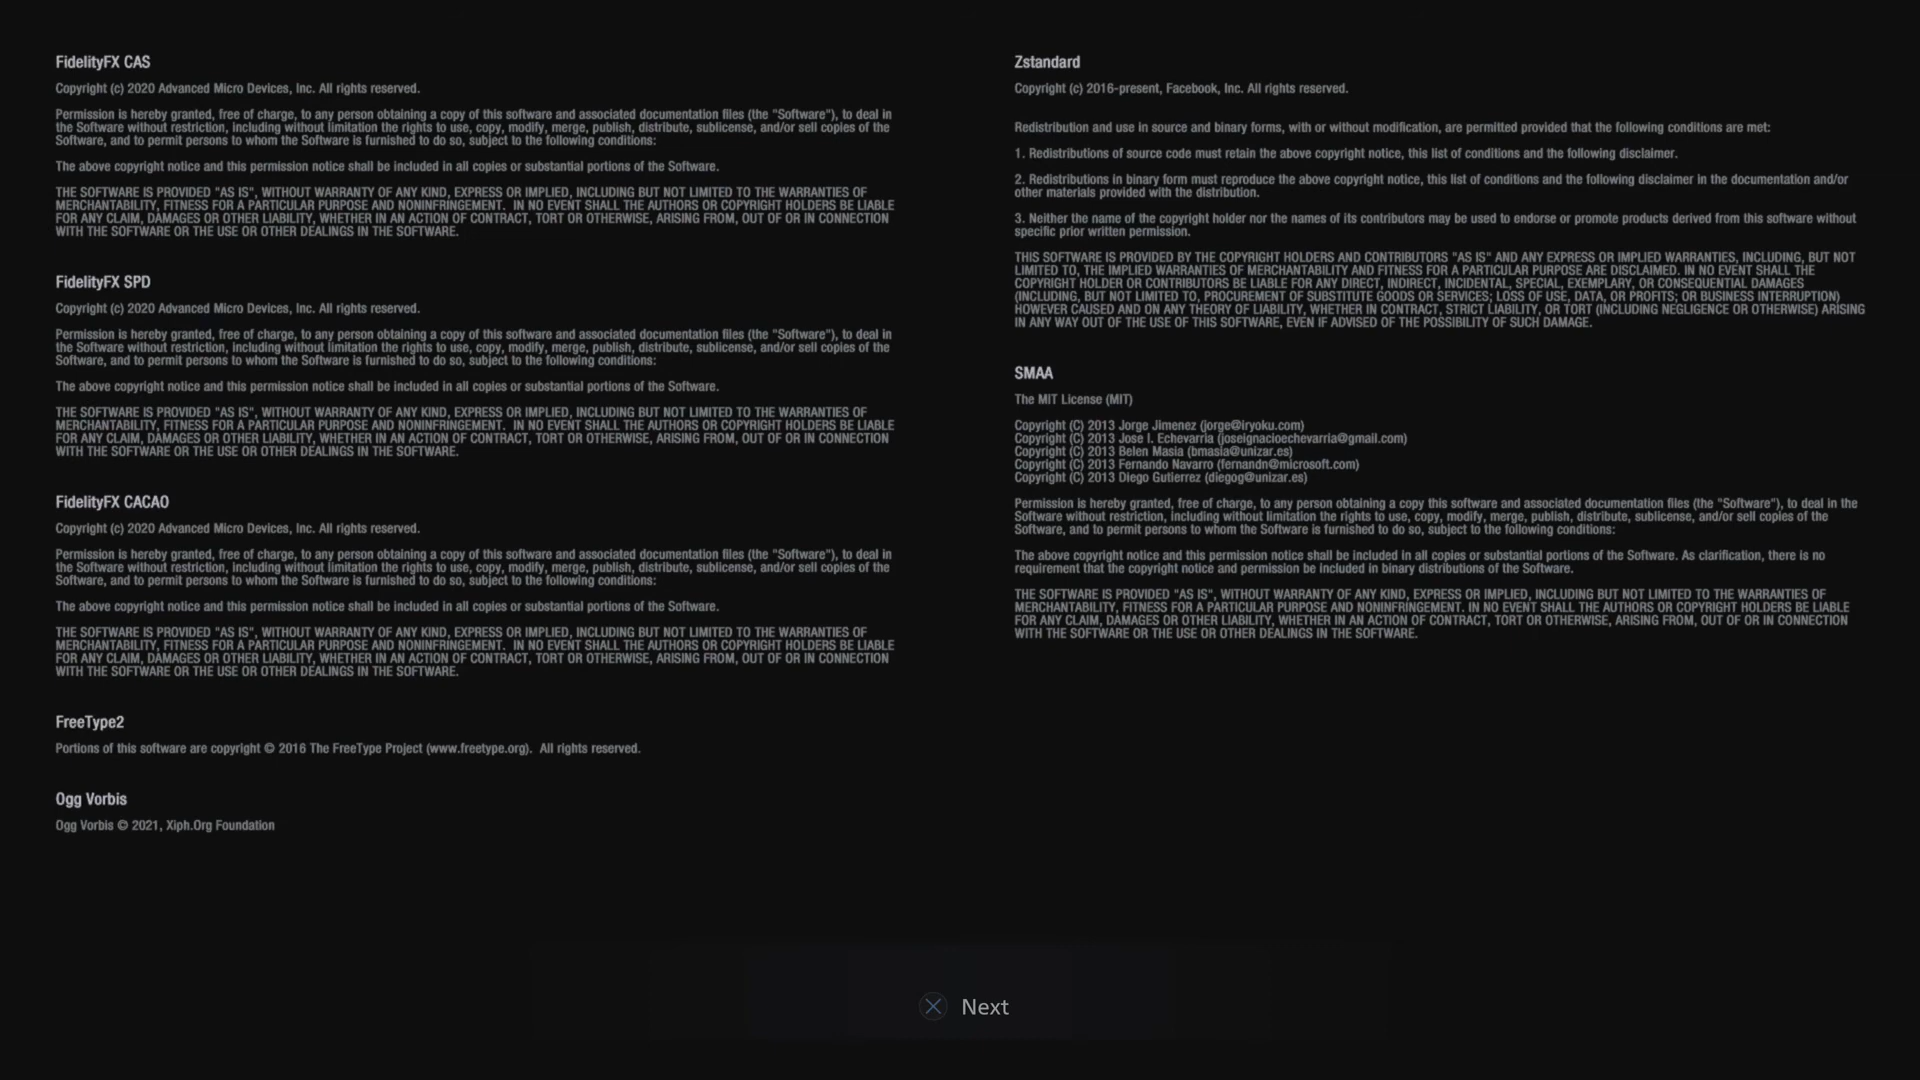 FidelityFX CAS
Copyright (c) 2020 Advanced Micro Devices, Inc. All rights reserved.
Permission is hereby granted, free of charge, to any person obtaining a copy of this software and associated documentation files (the "Software"), to deal in
the Software without restriction, including without limitation the rights to use, copy, modify, merge, publish, distribute, sublicense, and/or sell copies of the
Software, and to permit persons to whom the Software is furnished to do so, subject to the following conditions:
The above copyright notice and this permission notice shall be included in all copies or substantial portions of the Software.
THE SOFTWARE IS PROVIDED "AS IS", WITHOUT WARRANTY OF ANY KIND, EXPRESS OR IMPLIED, INCLUDING BUT NOT LIMITED TO THE WARRANTIES OF
MERCHANTABILITY, FITNESS FOR A PARTICULAR PURPOSE AND NONINFRINGEMENT.  IN NO EVENT SHALL THE AUTHORS OR COPYRIGHT HOLDERS BE LIABLE
FOR ANY CLAIM, DAMAGES OR OTHER LIABILITY, WHETHER IN AN ACTION OF CONTRACT, TORT OR OTHERWISE, ARISING FROM, OUT OF OR IN CONNECTION
WITH THE SOFTWARE OR THE USE OR OTHER DEALINGS IN THE SOFTWARE.
FidelityFX SPD
Copyright (c) 2020 Advanced Micro Devices, Inc. All rights reserved.
Permission is hereby granted, free of charge, to any person obtaining a copy of this software and associated documentation files (the "Software"), to deal in
the Software without restriction, including without limitation the rights to use, copy, modify, merge, publish, distribute, sublicense, and/or sell copies of the
Software, and to permit persons to whom the Software is furnished to do so, subject to the following conditions:
The above copyright notice and this permission notice shall be included in all copies or substantial portions of the Software.
THE SOFTWARE IS PROVIDED "AS IS", WITHOUT WARRANTY OF ANY KIND, EXPRESS OR IMPLIED, INCLUDING BUT NOT LIMITED TO THE WARRANTIES OF
MERCHANTABILITY, FITNESS FOR A PARTICULAR PURPOSE AND NONINFRINGEMENT.  IN NO EVENT SHALL THE AUTHORS OR COPYRIGHT HOLDERS BE LIABLE
FOR ANY CLAIM, DAMAGES OR OTHER LIABILITY, WHETHER IN AN ACTION OF CONTRACT, TORT OR OTHERWISE, ARISING FROM, OUT OF OR IN CONNECTION
WITH THE SOFTWARE OR THE USE OR OTHER DEALINGS IN THE SOFTWARE.
FidelityFX CACAO
Copyright (c) 2020 Advanced Micro Devices, Inc. All rights reserved.
Permission is hereby granted, free of charge, to any person obtaining a copy of this software and associated documentation files (the "Software"), to deal in
the Software without restriction, including without limitation the rights to use, copy, modify, merge, publish, distribute, sublicense, and/or sell copies of the
Software, and to permit persons to whom the Software is furnished to do so, subject to the following conditions:
The above copyright notice and this permission notice shall be included in all copies or substantial portions of the Software.
THE SOFTWARE IS PROVIDED "AS IS", WITHOUT WARRANTY OF ANY KIND, EXPRESS OR IMPLIED, INCLUDING BUT NOT LIMITED TO THE WARRANTIES OF
MERCHANTABILITY, FITNESS FOR A PARTICULAR PURPOSE AND NONINFRINGEMENT.  IN NO EVENT SHALL THE AUTHORS OR COPYRIGHT HOLDERS BE LIABLE
FOR ANY CLAIM, DAMAGES OR OTHER LIABILITY, WHETHER IN AN ACTION OF CONTRACT, TORT OR OTHERWISE, ARISING FROM, OUT OF OR IN CONNECTION
WITH THE SOFTWARE OR THE USE OR OTHER DEALINGS IN THE SOFTWARE.
FreeType2
Portions of this software are copyright © 2016 The FreeType Project (www.freetype.org).  All rights reserved.
Ogg Vorbis
Ogg Vorbis © 2021, Xiph.Org Foundation
Zstandard
Copyright (c) 2016-present, Facebook, Inc. All rights reserved.
Redistribution and use in source and binary forms, with or without modification, are permitted provided that the following conditions are met:
1. Redistributions of source code must retain the above copyright notice, this list of conditions and the following disclaimer.
2. Redistributions in binary form must reproduce the above copyright notice, this list of conditions and the following disclaimer in the documentation and/or
other materials provided with the distribution.
3. Neither the name of the copyright holder nor the names of its contributors may be used to endorse or promote products derived from this software without
specific prior written permission.
THIS SOFTWARE IS PROVIDED BY THE COPYRIGHT HOLDERS AND CONTRIBUTORS "AS IS" AND ANY EXPRESS OR IMPLIED WARRANTIES, INCLUDING, BUT NOT
LIMITED TO, THE IMPLIED WARRANTIES OF MERCHANTABILITY AND FITNESS FOR A PARTICULAR PURPOSE ARE DISCLAIMED. IN NO EVENT SHALL THE
COPYRIGHT HOLDER OR CONTRIBUTORS BE LIABLE FOR ANY DIRECT, INDIRECT, INCIDENTAL, SPECIAL, EXEMPLARY, OR CONSEQUENTIAL DAMAGES
(INCLUDING, BUT NOT LIMITED TO, PROCUREMENT OF SUBSTITUTE GOODS OR SERVICES; LOSS OF USE, DATA, OR PROFITS; OR BUSINESS INTERRUPTION)
HOWEVER CAUSED AND ON ANY THEORY OF LIABILITY, WHETHER IN CONTRACT, STRICT LIABILITY, OR TORT (INCLUDING NEGLIGENCE OR OTHERWISE) ARISING
IN ANY WAY OUT OF THE USE OF THIS SOFTWARE, EVEN IF ADVISED OF THE POSSIBILITY OF SUCH DAMAGE.
SMAA
The MIT License (MIT)
Copyright (C) 2013 Jorge Jimenez (jorge@iryoku.com)
Copyright (C) 2013 Jose I. Echevarria (joseignacioechevarria@gmail.com)
Copyright (C) 2013 Belen Masia (bmasia@unizar.es)
Copyright (C) 2013 Fernando Navarro (fernandn@microsoft.com)
Copyright (C) 2013 Diego Gutierrez (diegog@unizar.es)
Permission is hereby granted, free of charge, to any person obtaining a copy this software and associated documentation files (the "Software"), to deal in the
Software without restriction, including without limitation the rights to use, copy, modify, merge, publish, distribute, sublicense, and/or sell copies of the
Software, and to permit persons to whom the Software is furnished to do so, subject to the following conditions:
The above copyright notice and this permission notice shall be included in all copies or substantial portions of the Software. As clarification, there is no
requirement that the copyright notice and permission be included in binary distributions of the Software.
THE SOFTWARE IS PROVIDED "AS IS", WITHOUT WARRANTY OF ANY KIND, EXPRESS OR IMPLIED, INCLUDING BUT NOT LIMITED TO THE WARRANTIES OF
MERCHANTABILITY, FITNESS FOR A PARTICULAR PURPOSE AND NONINFRINGEMENT. IN NO EVENT SHALL THE AUTHORS OR COPYRIGHT HOLDERS BE LIABLE
FOR ANY CLAIM, DAMAGES OR OTHER LIABILITY, WHETHER IN AN ACTION OF CONTRACT, TORT OR OTHERWISE, ARISING FROM, OUT OF OR IN CONNECTION
WITH THE SOFTWARE OR THE USE OR OTHER DEALINGS IN THE SOFTWARE.
Next